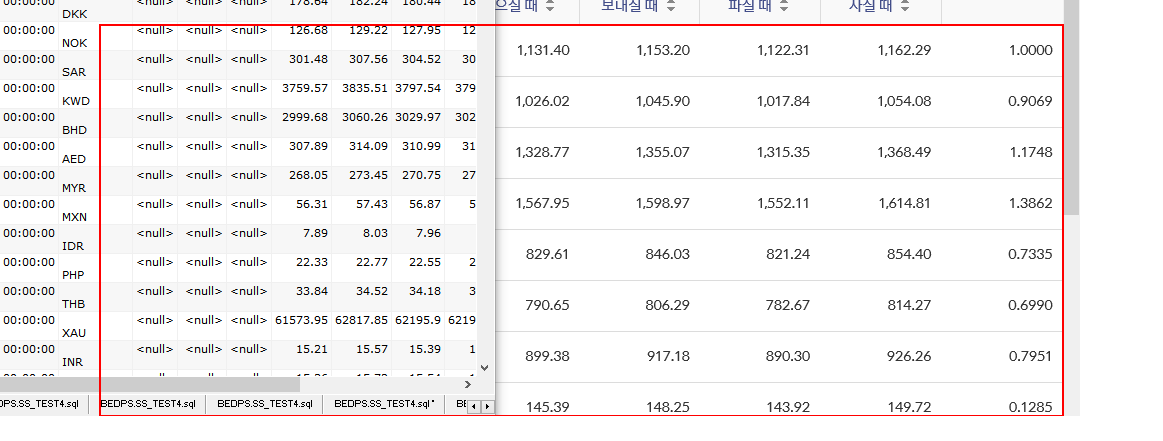 DKK <null> <null> <null> 178.64 182.24 180.44 18
00:00:00 NOK <null> <null> <null> 126.68 129.22 127.95 12
00:00:00 SAR <null> <null> <null> 301.48 307.56 304.52 30
00:00:00 KWD <null> <null> <null> 3759.57 3835.51 3797.54 379
00:00:00 BHD <null> <null> <null> 2999.68 3060.26 3029.97 302
00:00:00 AED <null> <null> <null> 307.89 314.09 310.99 31
00:00:00 MYR <null> <null> <null> 268.05 273.45 270.75 27
00:00:00 MXN <null> <null> <null> 56.31 57.43 56.87 5
00:00:00 IDR <null> <null> <null> 7.89 8.03 7.96
00:00:00 PHP <null> <null> <null> 22.33 22.77 22.55 2
00:00:00 THB <null> <null> <null> 33.84 34.52 34.18 3
00:00:00 XAU <null> <null> <null> 61573.95 62817.85 62195.9 6219
00:00:00 INR <null> <null> <null> 15.21 15.57 15.39 1
EDPS.SS_TEST4.sql BEDPS.SS_TEST4.sql BEDPS.SS_TEST4.sql BEDPS.SS_TEST4.sql* BE
으실 때 보내실 때 파실 때 사실 때
1,131.40 1,153.20 1,122.31 1,162.29 1.0000
1,026.02 1,045.90 1,017.84 1,054.08 0.9069
1,328.77 1,355.07 1,315.35 1,368.49 1.1748
1,567.95 1,598.97 1,552.11 1,614.81 1.3862
829.61 846.03 821.24 854.40 0.7335
790.65 806.29 782.67 814.27 0.6990
899.38 917.18 890.30 926.26 0.7951
145.39 148.25 143.92 149.72 0.1285